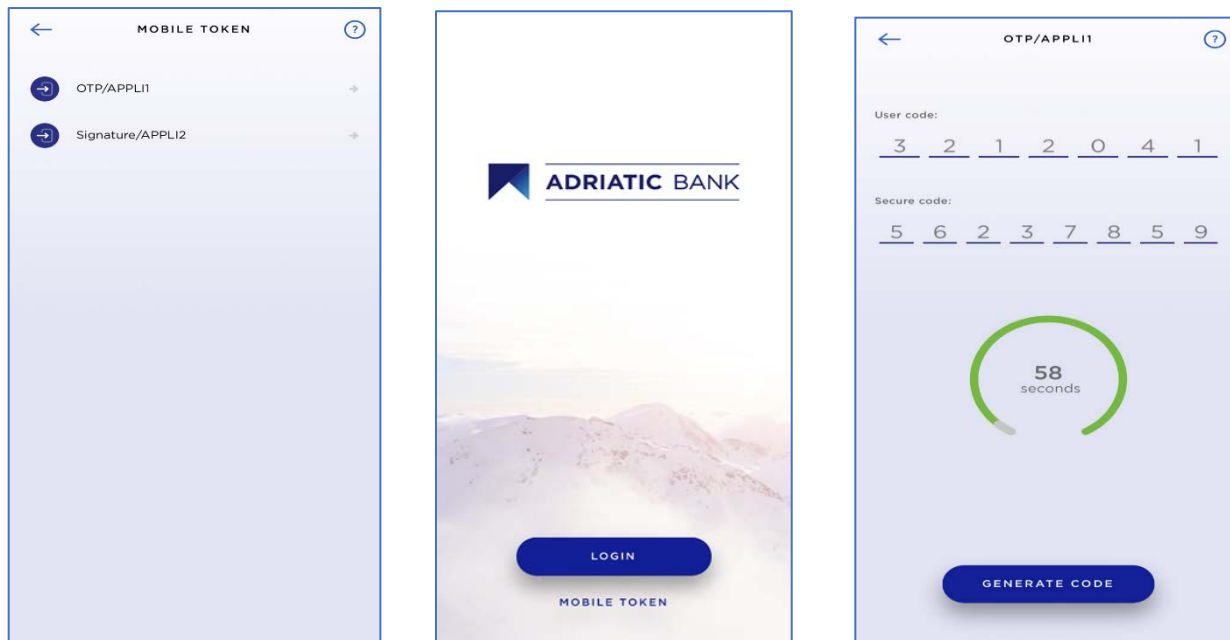 MOBILE TOKEN
OTP/APPLI1
Signature/APPLI2
ADRIATIC BANK
LOGIN
MOBILE TOKEN
OTP/APPLI1
User code:
3 2 1 2 0 4 1
Secure code:
5 6 2 3 7 8 5 9
58
seconds
GENERATE CODE